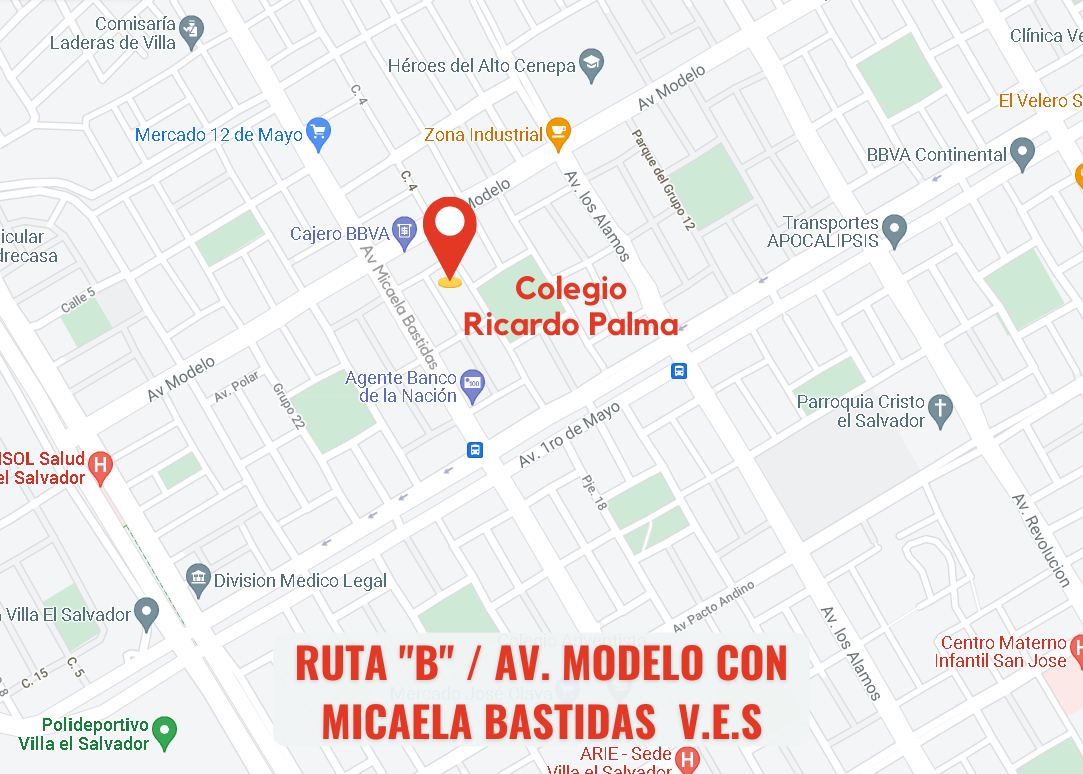 Comisaría
Laderas de Villa
Clínica Ve
Héroes del Alto Cenepa
C. 4
Av Modelo
El Velero S
Mercado 12 de Mayo
Zona Industrial
Parque del Grupo 12
BBVA Continental
C. 4
Modelo
Av. los Alamos
Transportes
APOCALIPSIS
Cajero BBVA
icular
drecasa
Av Micaela Bastidas
Calle 5
Colegio
Ricardo Palma
Av Modelo
Av. Polar
Grupo 22
Agente Banco
de la Nación
Parroquia Cristo
el Salvador
Av. 1ro de Mayo
ISOL Salud
el Salvador
Pje. 18
Av. Revolucion
Division Medico Legal
Villa El Salvador
Av Pacto Andino
Av. los Alamos
C. 15
C. 5
RUTA "B" / AV. MODELO CON
MICAELA BASTIDAS V.E.S
Mercado José Olaya
Centro Materno
Infantil San Jose
Polideportivo
Villa el Salvador
ARIE - Sede
Villa el Salvador